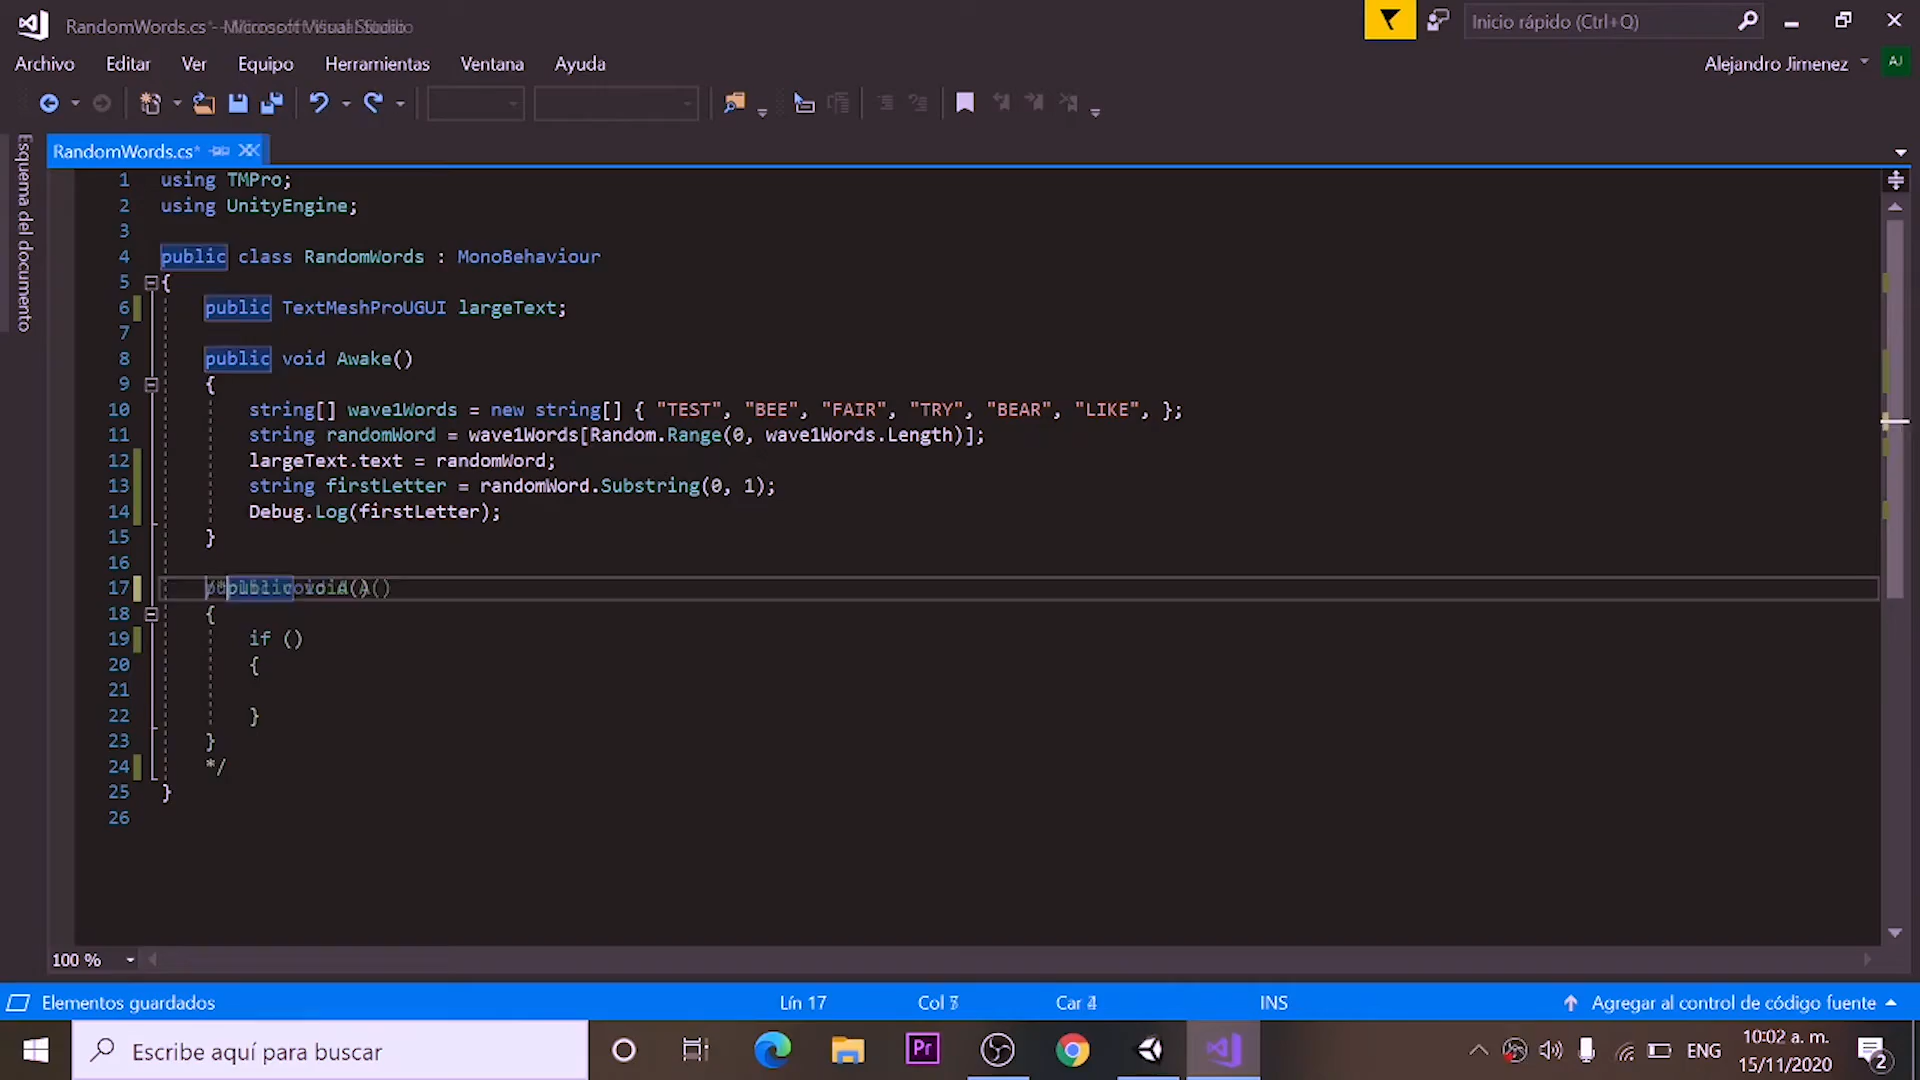 RandomWords.cs - Microsoft Visual Studio
Inicio rápido (Ctrl+Q)
Archivo Editar Ver Equipo Herramientas Ventana Ayuda
Alejandro Jimenez AJ
Esquema del documento
RandomWords.cs*
1 using TMPro;
2 using UnityEngine;
3
4 public class RandomWords : MonoBehaviour
5 {
6 public TextMeshProUGUI largeText;
7
8 public void Awake()
9 {
10 string[] wave1Words = new string[] { "TEST", "BEE", "FAIR", "TRY", "BEAR", "LIKE", };
11 string randomWord = wave1Words[Random.Range(0, wave1Words.Length)];
12 largeText.text = randomWord;
13 string firstLetter = randomWord.Substring(0, 1);
14 Debug.Log(firstLetter);
15 }
16
17 public void A()
18 {
19 if ()
20 {
21
22 }
23 }
24 */
25 }
26
100 %
Elementos guardados Lín 17 Col Car INS Agregar al control de código fuente
Escribe aquí para buscar
Pr
ENG
10:02 a. m.
15/11/2020
2